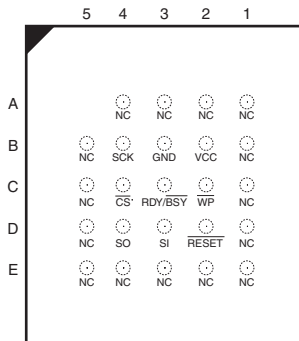 5 4 3 2 1
A
NC NC NC NC
B
NC SCK GND VCC NC
C
NC CS RDY/BSY WP NC
D
NC SO SI RESET NC
E
NC NC NC NC NC